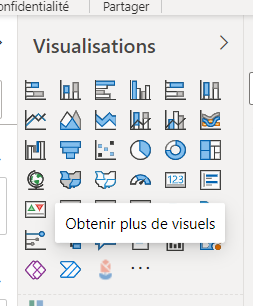 onfidentialité Partager
Visualisations
123
Obtenir plus de visuels
...